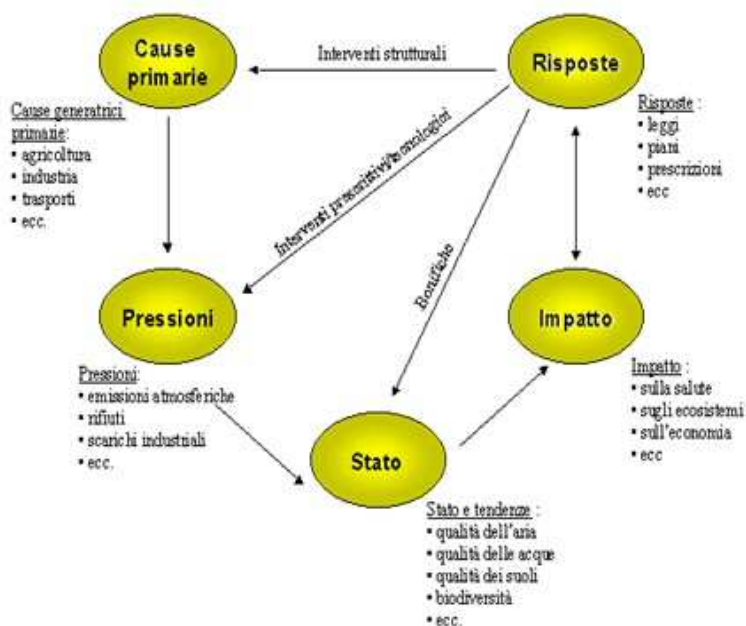 Cause
primarie
Interventi strutturali
Risposte
Cause generatrici
primarie:
• agricoltura
• industria
• trasporti
• ecc.
Risposte :
• leggi
• piani
• prescrizioni
• ecc
Interventi prescrittivi/tecnologici
Bonifiche
Pressioni
Impatto
Pressioni:
• emissioni atmosferiche
• rifiuti
• scarichi industriali
• ecc.
Impatto :
• sulla salute
• sugli ecosistemi
• sull'economia
• ecc
Stato
Stato e tendenze :
• qualità dell'aria
• qualità delle acque
• qualità dei suoli
• biodiversità
• ecc.